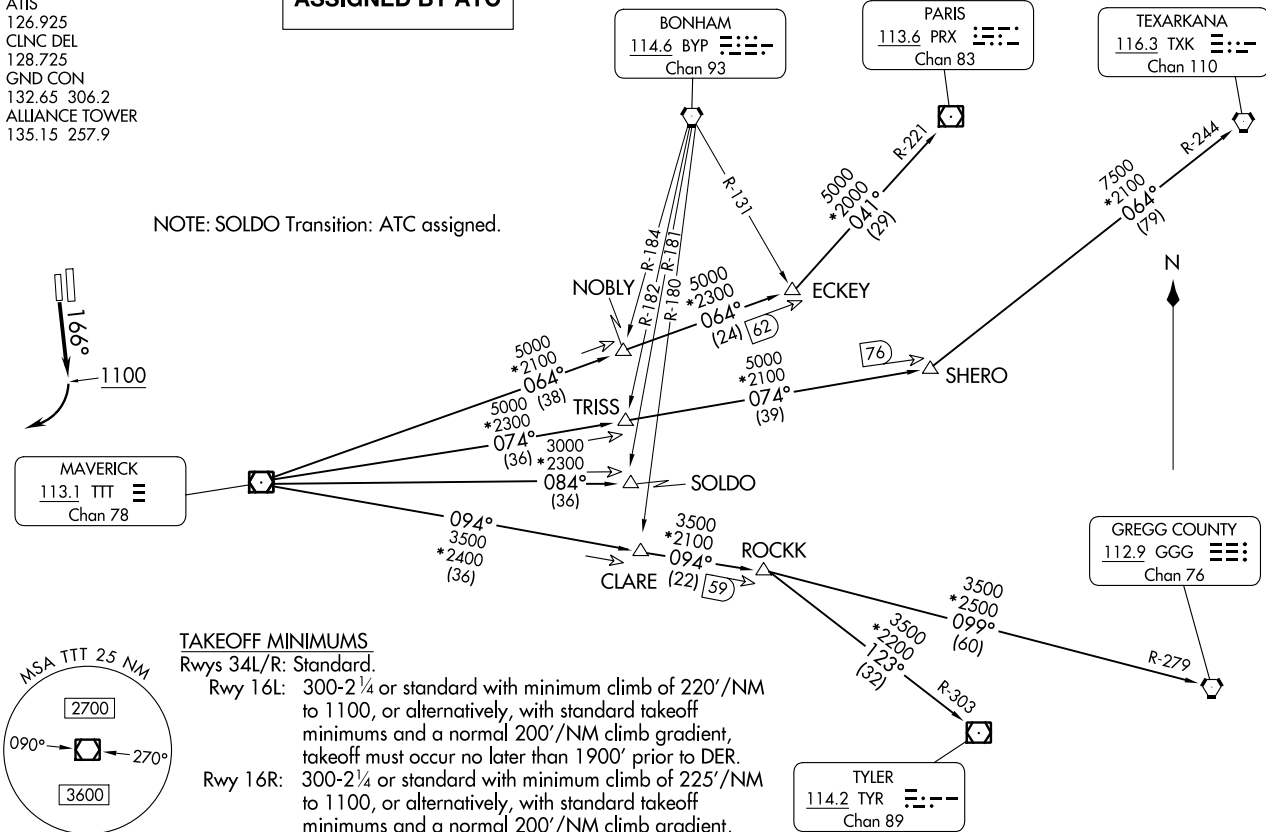 ATIS
126.925
CLNC DEL
128.725
GND CON
132.65 306.2
ALLIANCE TOWER
135.15 257.9
ASSIGNED BY ATC
BONHAM
114.6 BYP
Chan 93
PARIS
113.6 PRX
Chan 83
TEXARKANA
116.3 TXK
Chan 110
NOTE: SOLDO Transition: ATC assigned.
R-131
R-184
R-182
R-181
R-180
R-221
5000
*2000
041°
(29)
R-244
7500
*2100
064°
(79)
N
166°
1100
NOBLY
5000
*2300
064°
(24)
62
ECKEY
5000
*2100
064°
(38)
TRISS
5000
*2100
074°
(39)
76
SHERO
5000
*2300
074°
(36)
3000
*2300
084°
(36)
SOLDO
MAVERICK
113.1 TTT
Chan 78
094°
3500
*2400
(36)
CLARE
3500
*2100
094°
(22)
59
ROCKK
3500
*2500
099°
(60)
R-279
3500
*2200
123°
(32)
R-303
GREGG COUNTY
112.9 GGG
Chan 76
TYLER
114.2 TYR
Chan 89
MSA TTT 25 NM
2700
090°
270°
3600
TAKEOFF MINIMUMS
Rwys 34L/R: Standard.
Rwy 16L: 300-2¼ or standard with minimum climb of 220'/NM
to 1100, or alternatively, with standard takeoff
minimums and a normal 200'/NM climb gradient,
takeoff must occur no later than 1900' prior to DER.
Rwy 16R: 300-2¼ or standard with minimum climb of 225'/NM
to 1100, or alternatively, with standard takeoff
minimums and a normal 200'/NM climb gradient,